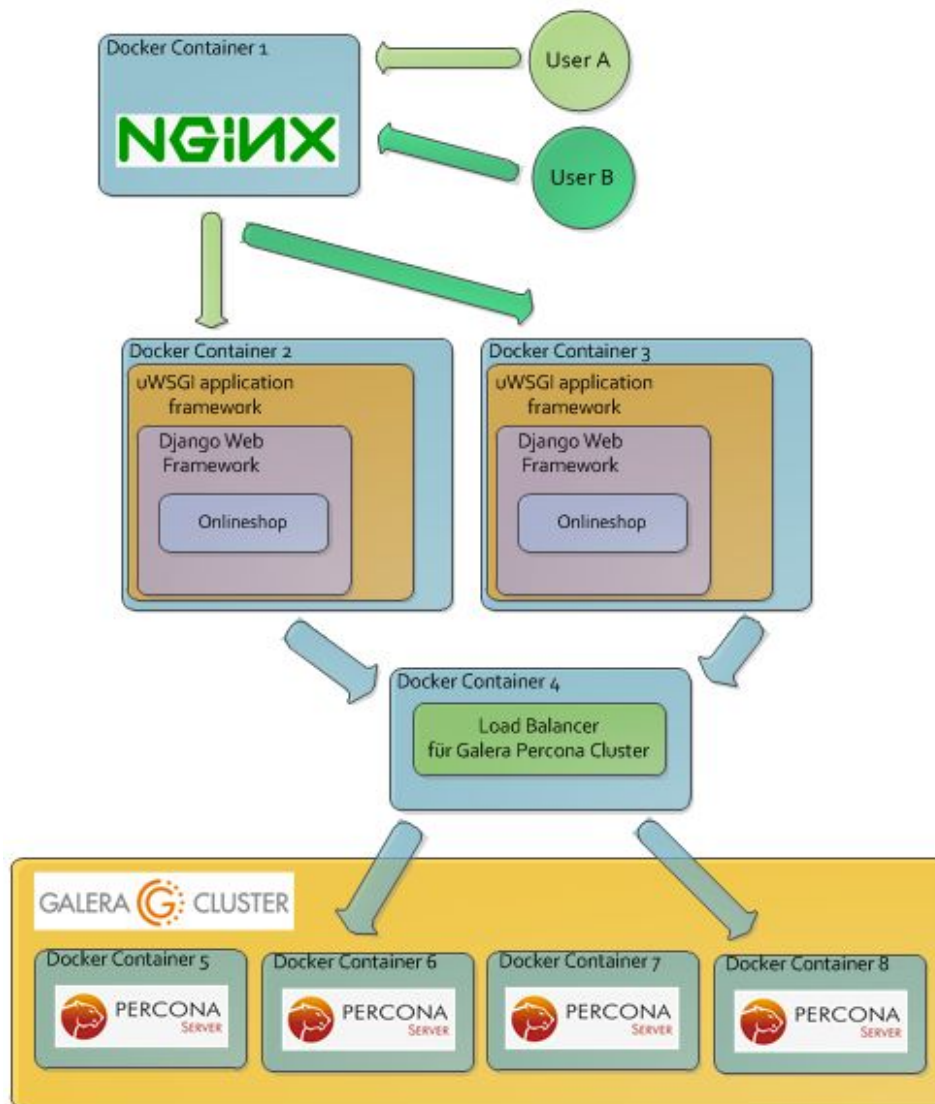 Docker Container 1
NGiNX
User A
User B
Docker Container 2
uWSGI application
framework
Django Web
Framework
Onlineshop
Docker Container 3
uWSGI application
framework
Django Web
Framework
Onlineshop
Docker Container 4
Load Balancer
für Galera Percona Cluster
GALERA CLUSTER
Docker Container 5
PERCONA
SERVER
Docker Container 6
PERCONA
SERVER
Docker Container 7
PERCONA
SERVER
Docker Container 8
PERCONA
SERVER